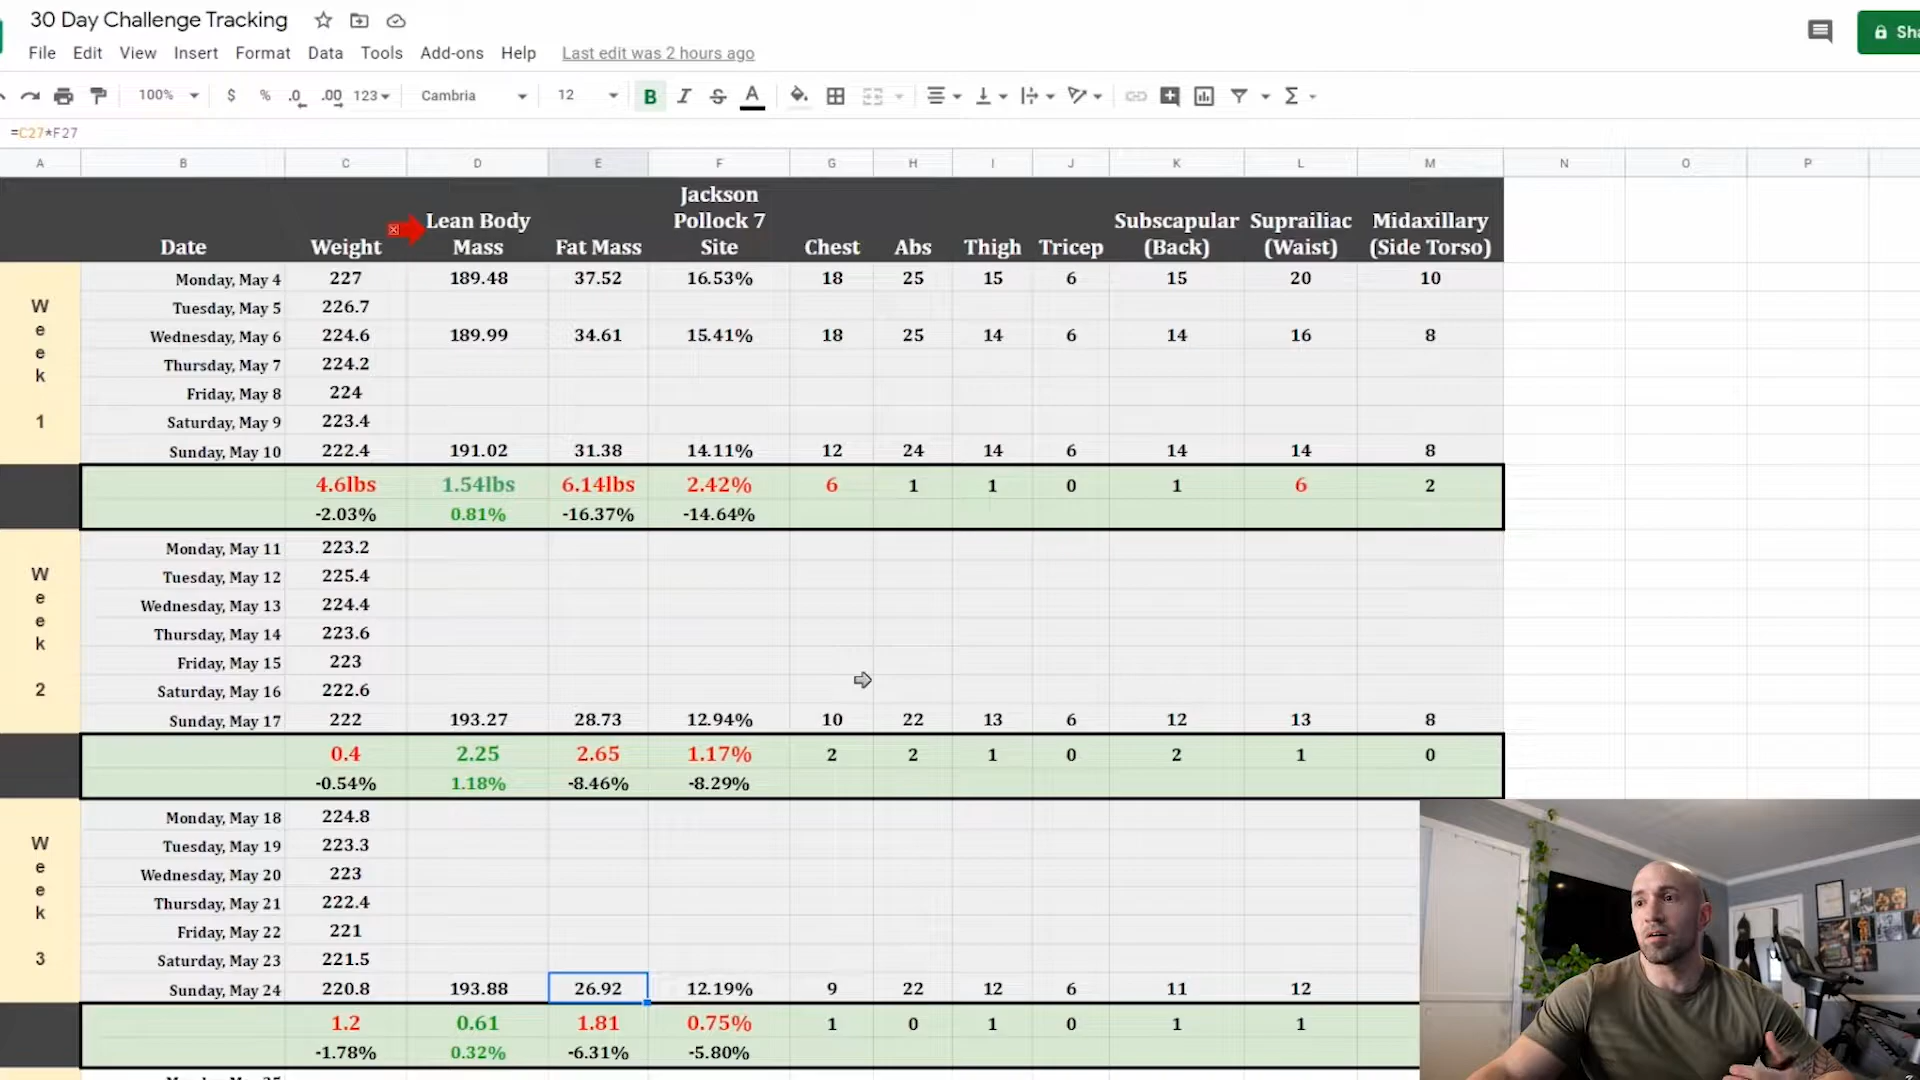 30 Day Challenge Tracking
File Edit View Insert Format Data Tools Add-ons Help Last edit was 2 hours ago
100% $ % .0 .00 123 Cambria 12 B I S A Σ
=C27*F27
A B C D E F G H I J K L M N O P
Date Weight Lean Body Mass Fat Mass Jackson Pollock 7 Site Chest Abs Thigh Tricep Subscapular (Back) Suprailiac (Waist) Midaxillary (Side Torso)
Week 1
Monday, May 4 227 189.48 37.52 16.53% 18 25 15 6 15 20 10
Tuesday, May 5 226.7
Wednesday, May 6 224.6 189.99 34.61 15.41% 18 25 14 6 14 16 8
Thursday, May 7 224.2
Friday, May 8 224
Saturday, May 9 223.4
Sunday, May 10 222.4 191.02 31.38 14.11% 12 24 14 6 14 14 8
4.6lbs 1.54lbs 6.14lbs 2.42% 6 1 1 0 1 6 2
-2.03% 0.81% -16.37% -14.64%
Week 2
Monday, May 11 223.2
Tuesday, May 12 225.4
Wednesday, May 13 224.4
Thursday, May 14 223.6
Friday, May 15 223
Saturday, May 16 222.6
Sunday, May 17 222 193.27 28.73 12.94% 10 22 13 6 12 13 8
0.4 2.25 2.65 1.17% 2 2 1 0 2 1 0
-0.54% 1.18% -8.46% -8.29%
Week 3
Monday, May 18 224.8
Tuesday, May 19 223.3
Wednesday, May 20 223
Thursday, May 21 222.4
Friday, May 22 221
Saturday, May 23 221.5
Sunday, May 24 220.8 193.88 26.92 12.19% 9 22 12 6 11 12
1.2 0.61 1.81 0.75% 1 0 1 0 1 1
-1.78% 0.32% -6.31% -5.80%